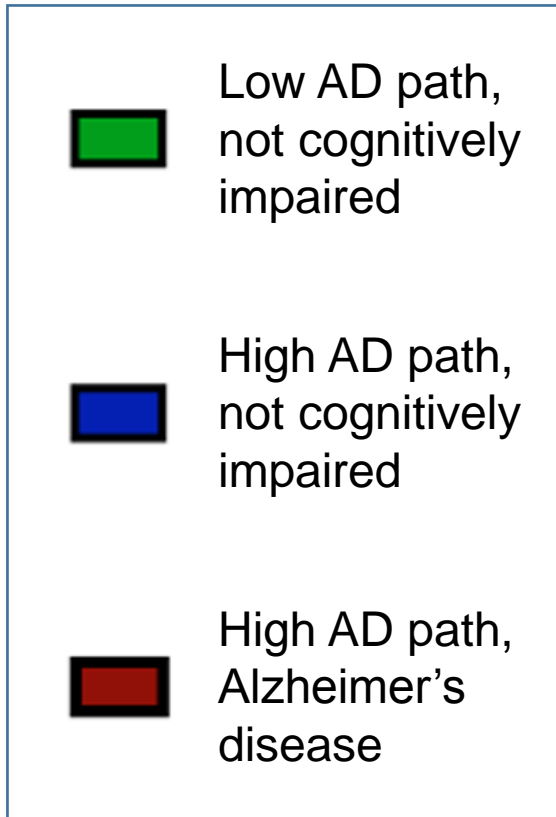 Low AD path,
not cognitively
impaired
High AD path,
not cognitively
impaired
High AD path,
Alzheimer’s
disease